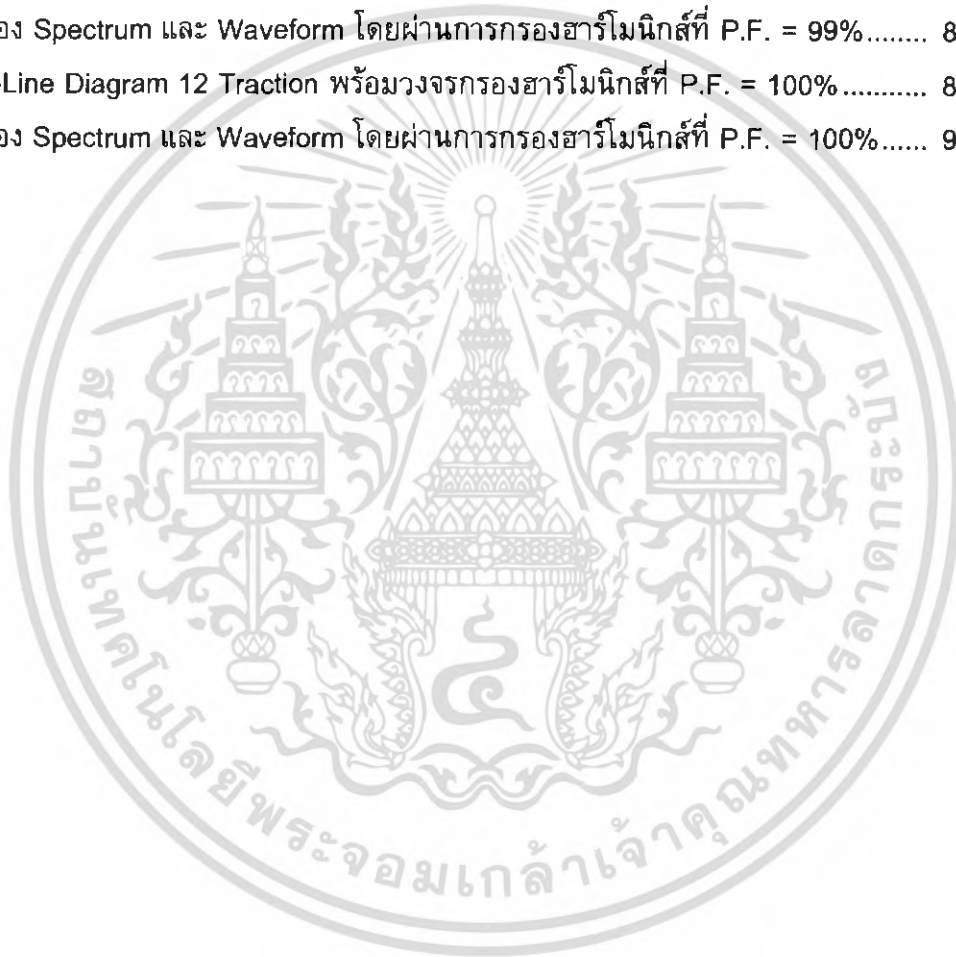 อง Spectrum และ Waveform โดยผ่านการกรองฮาร์โมนิกส์ที่ P.F. = 99%........ 8
-Line Diagram 12 Traction พร้อมวงจรกรองฮาร์โมนิกส์ที่ P.F. = 100%........... 8
อง Spectrum และ Waveform โดยผ่านการกรองฮาร์โมนิกส์ที่ P.F. = 100%...... 9
สถาบันเทคโนโลยีพระจอมเกล้าเจ้าคุณทหารลาดกระบัง